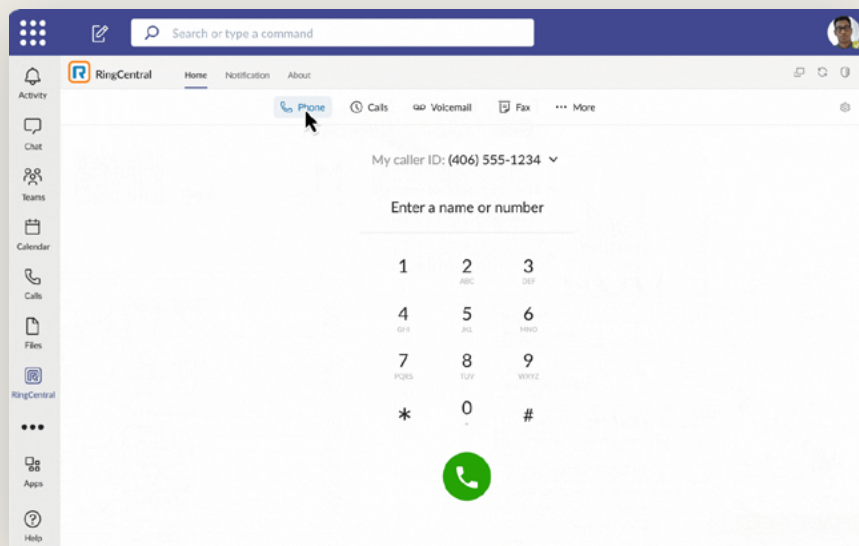 Search or type a command
RingCentral Home Notification About
Phone Calls Voicemail Fax ··· More
My caller ID: (406) 555-1234
Enter a name or number
1 2 3
ABC DEF
4 5 6
GHI JKL MNO
7 8 9
PQRS TUV WXYZ
* 0 #
+
Activity
Chat
Teams
Calendar
Calls
Files
RingCentral
•••
Apps
Help